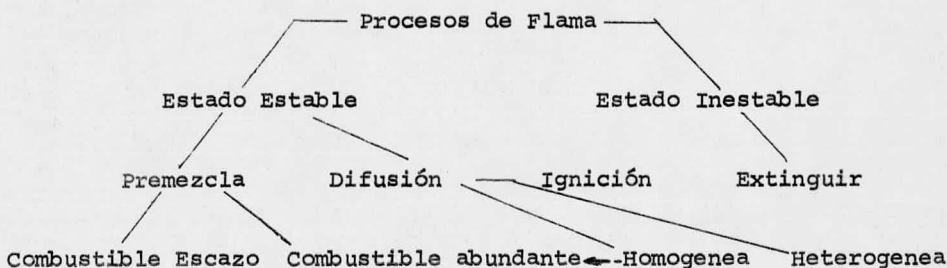 Procesos de Flama
Estado Estable Estado Inestable
Premezcla Difusión Ignición Extinguir
Combustible Escazo Combustible abundante Homogenea Heterogenea